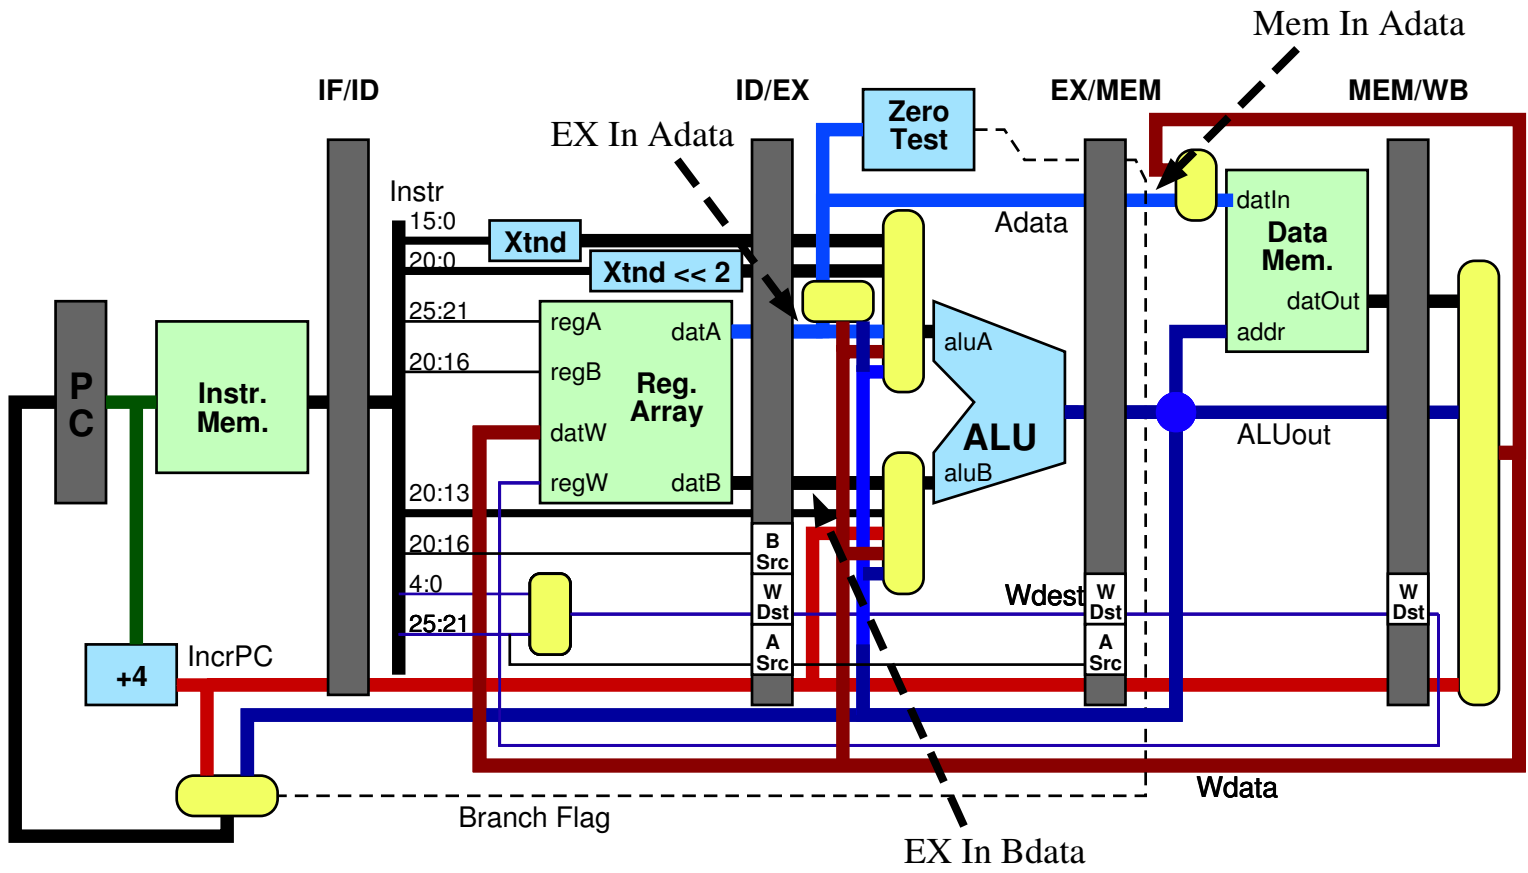 Mem In Adata
IF/ID
ID/EX
EX/MEM
MEM/WB
EX In Adata
Zero
Test
Instr
15:0
Xtnd
20:0
Xtnd << 2
Adata
datIn
Data
Mem.
datOut
addr
25:21
regA
datA
20:16
regB
Reg.
Array
datW
regW
datB
aluA
ALU
aluB
P
C
Instr.
Mem.
ALUout
20:13
20:16
B
Src
4:0
W
Dst
Wdest
W
Dst
W
Dst
25:21
A
Src
A
Src
+4
IncrPC
Wdata
Branch Flag
EX In Bdata